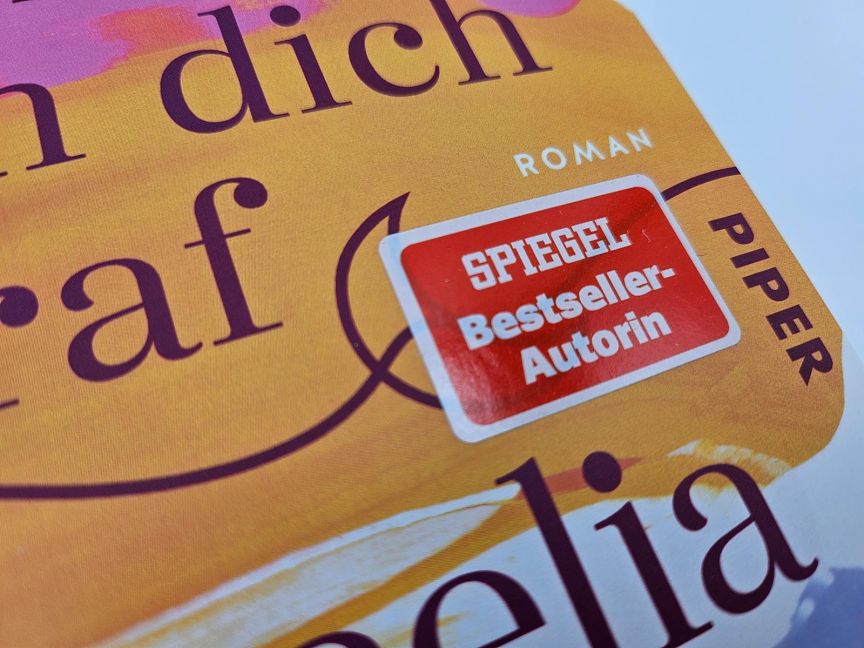 n dich
raf
ROMAN
SPIEGEL
Bestseller-
Autorin
PIPER
elia